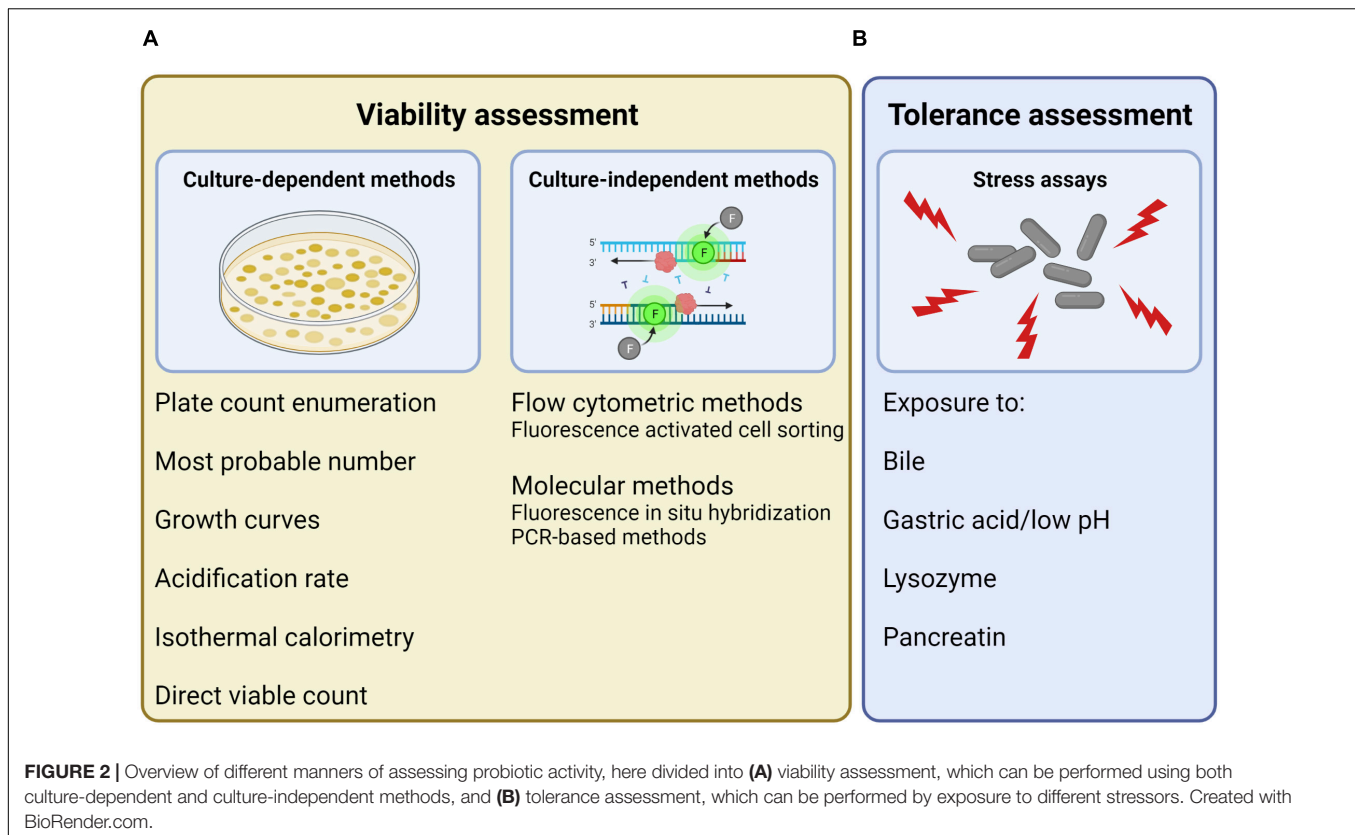 A
B
Viability assessment
Culture-dependent methods
Culture-independent methods
F
5'
F
3'
5'
F
3'
F
Plate count enumeration
Most probable number
Growth curves
Acidification rate
Isothermal calorimetry
Direct viable count
Flow cytometric methods
Fluorescence activated cell sorting
Molecular methods
Fluorescence in situ hybridization
PCR-based methods
Tolerance assessment
Stress assays
Exposure to:
Bile
Gastric acid/low pH
Lysozyme
Pancreatin
FIGURE 2 | Overview of different manners of assessing probiotic activity, here divided into (A) viability assessment, which can be performed using both
culture-dependent and culture-independent methods, and (B) tolerance assessment, which can be performed by exposure to different stressors. Created with
BioRender.com.